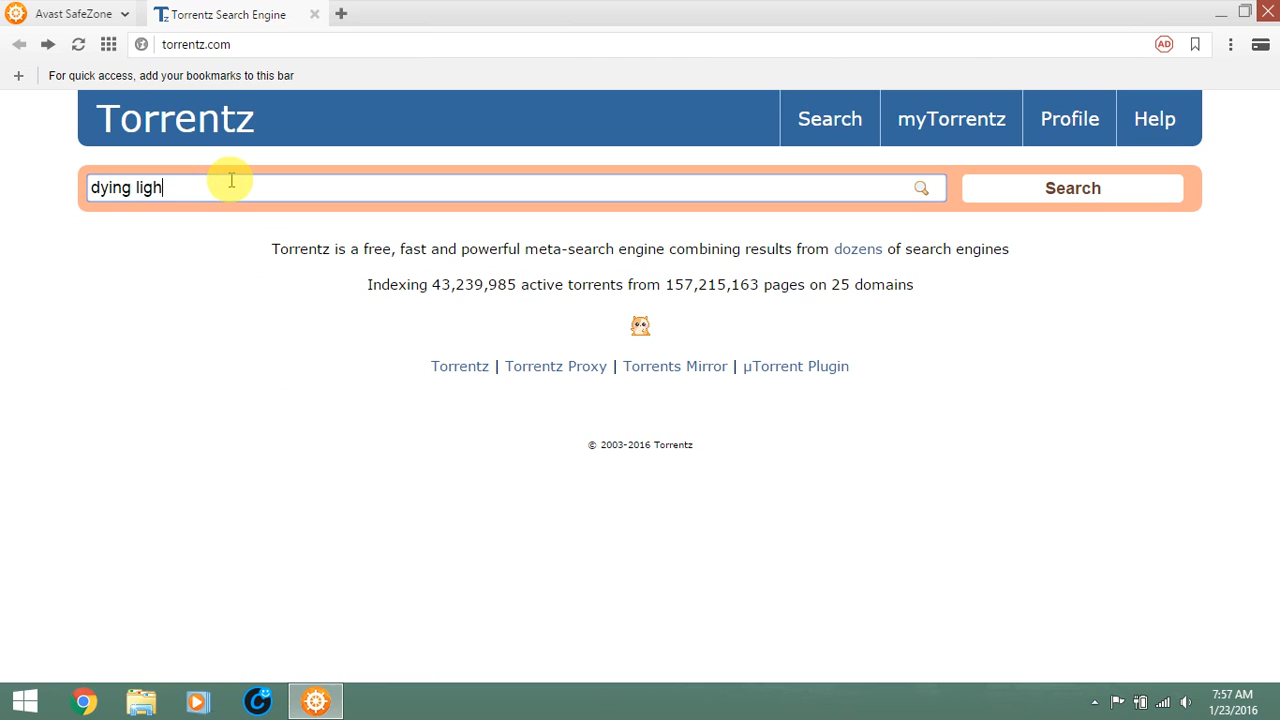 Avast SafeZone
Torrentz Search Engine
torrentz.com
AD
For quick access, add your bookmarks to this bar
Torrentz
Search
myTorrentz
Profile
Help
dying ligh
Search
Torrentz is a free, fast and powerful meta-search engine combining results from dozens of search engines
Indexing 43,239,985 active torrents from 157,215,163 pages on 25 domains
Torrentz | Torrentz Proxy | Torrents Mirror | µTorrent Plugin
© 2003-2016 Torrentz
7:57 AM
1/23/2016